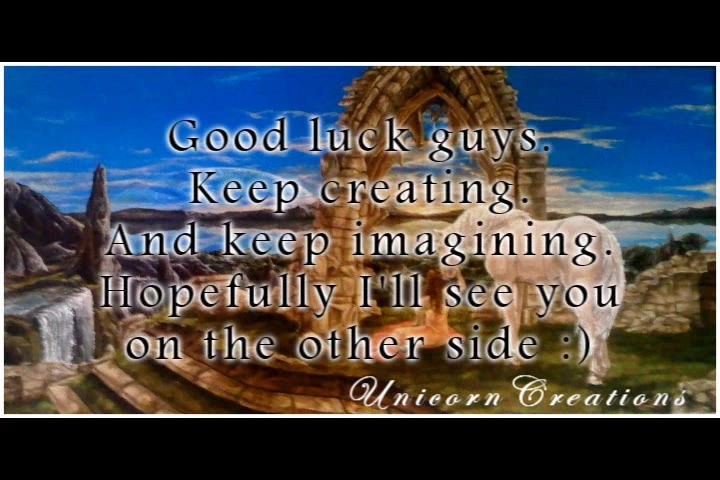 Good luck guys.
Keep creating.
And keep imagining.
Hopefully I'll see you
on the other side :)
Unicorn Creations